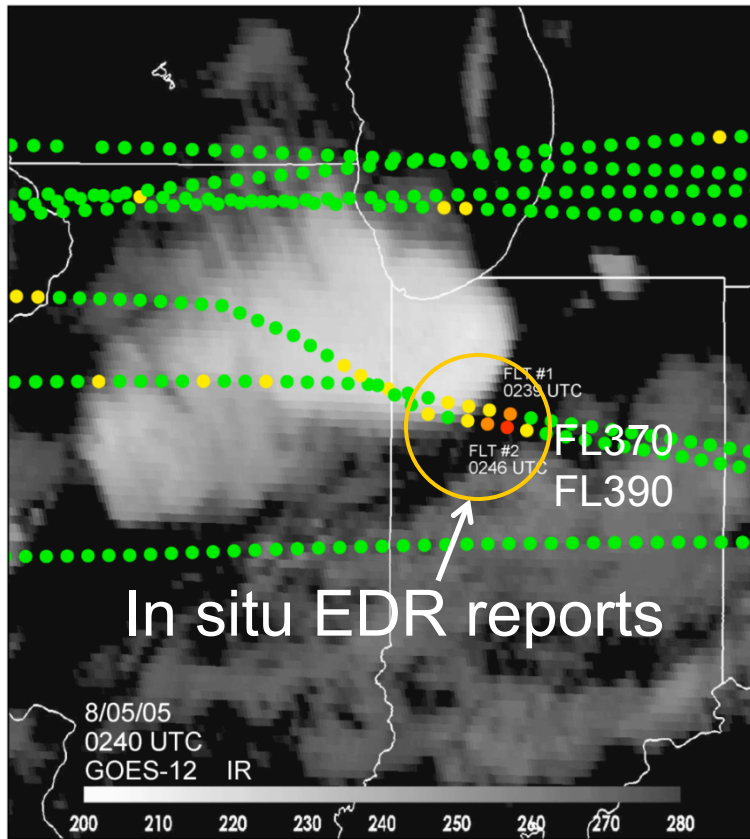 FLT #1
0239 UTC
FL370
FLT #2
0246 UTC
FL390
In situ EDR reports
8/05/05
0240 UTC
GOES-12 IR
200 210 220 230 240 250 260 270 280